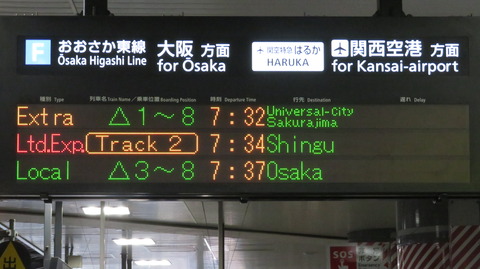 F おおさか東線 大阪 方面 関空特急 はるか 関西空港 方面
Ōsaka Higashi Line for Ōsaka HARUKA for Kansai-airport
種別 Type 列車名 Train Name／乗車位置 Boarding Position 時刻 Departure Time 行先 Destination 遅れ Delay
Extra △1～8 7:32 Universal-City Sakurajima
Ltd.Exp. Track 2 7:34 Shingu
Local △3～8 7:37 Osaka
SOS
ボタン